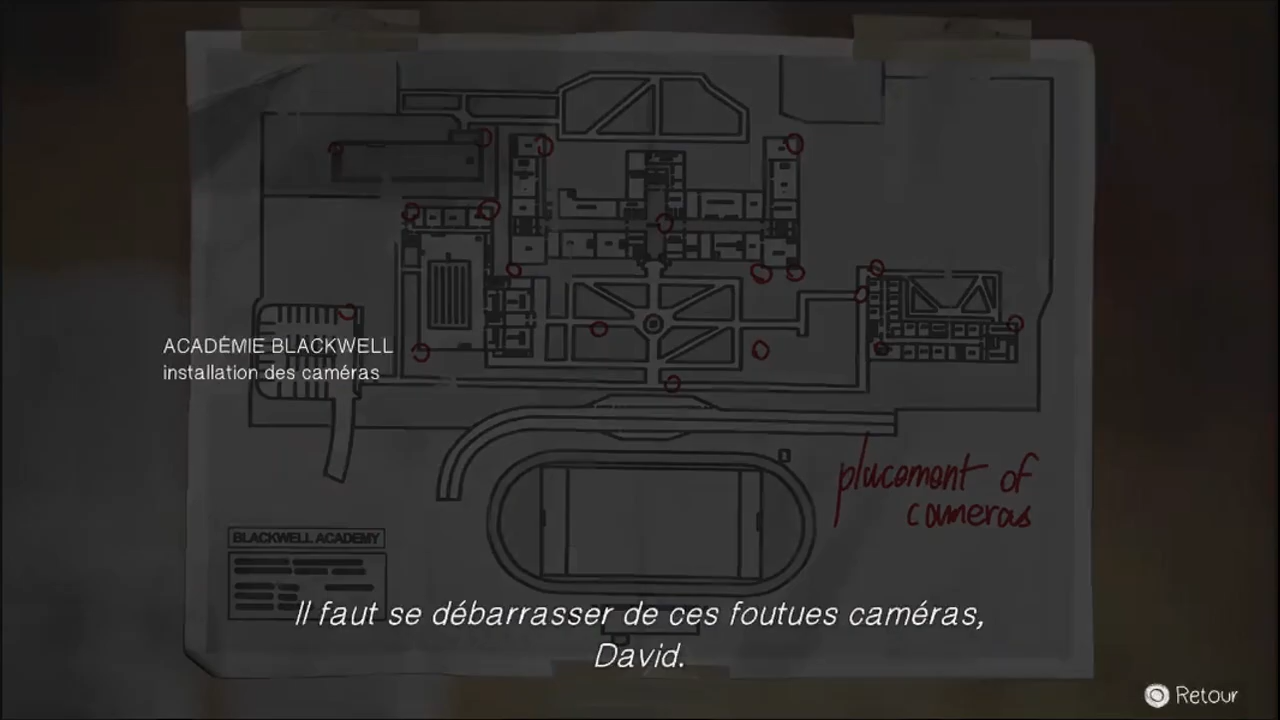 ACADÉMIE BLACKWELL
installation des caméras
placement of
cameras
BLACKWELL ACADEMY
Il faut se débarrasser de ces foutues caméras,
David.
Retour